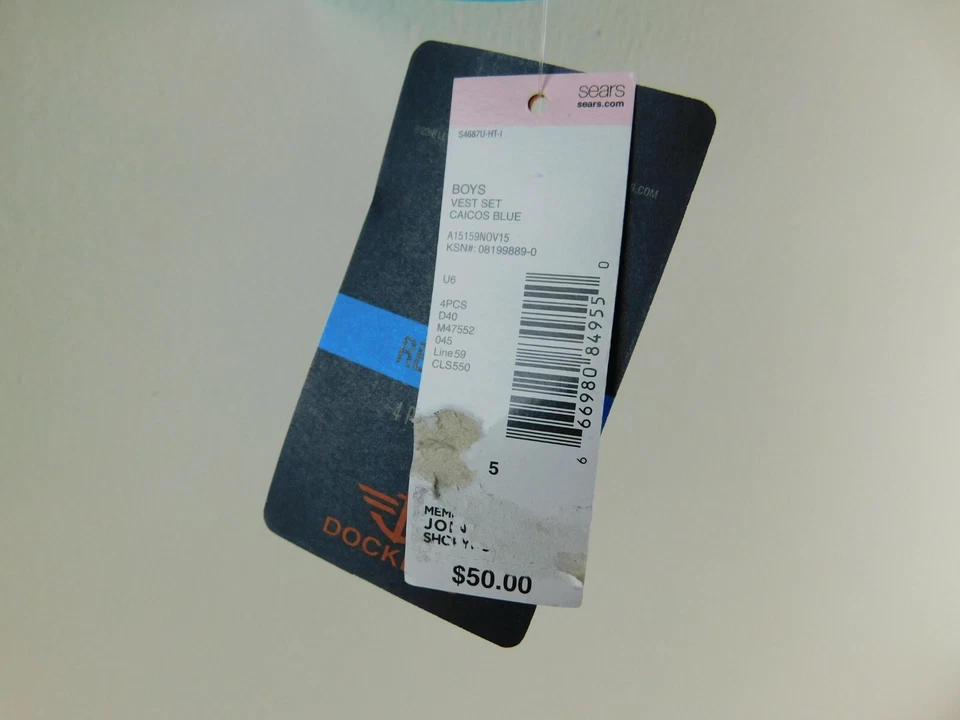 sears
sears.com
S4687U-HT-I
BOYS
VEST SET
CAICOS BLUE
A15159NOV15
KSN#: 08199889-0
U6
4PCS
D40
M47552
045
Line59
CLS550
6 66980 84955 0
5
$50.00
.COM
DOCK